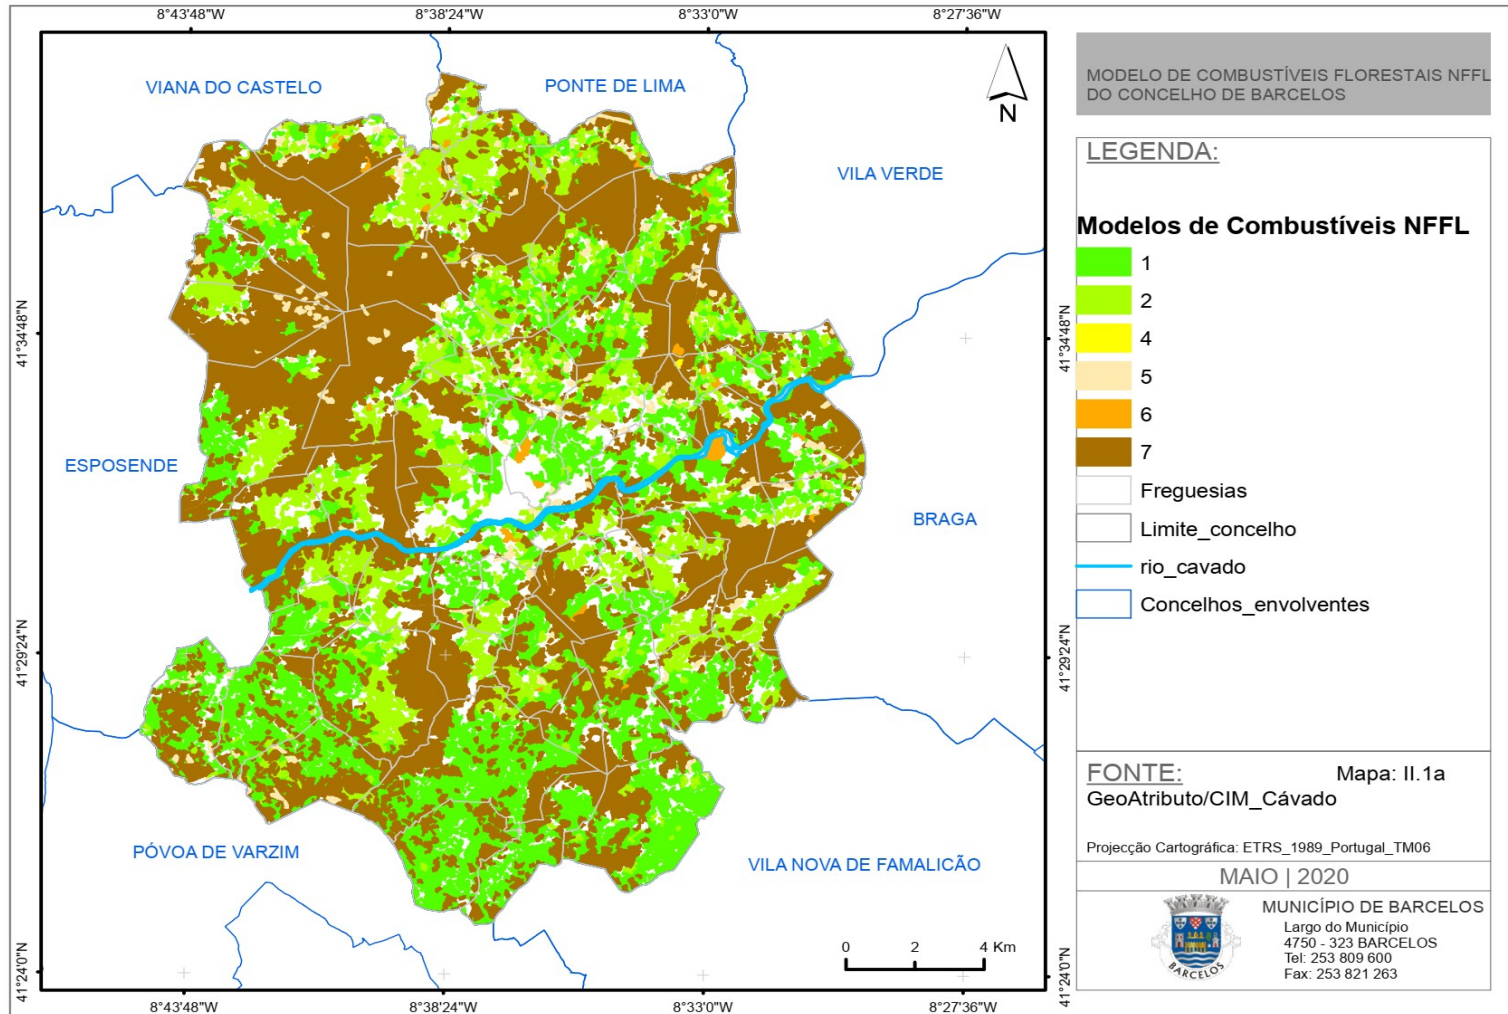 8°43'48"W
8°38'24"W
8°33'0"W
8°27'36"W
VIANA DO CASTELO
PONTE DE LIMA
VILA VERDE
N
41°34'48"N
41°34'48"N
ESPOSENDE
BRAGA
41°29'24"N
41°29'24"N
PÓVOA DE VARZIM
VILA NOVA DE FAMALICÃO
0 2 4 Km
41°24'0"N
41°24'0"N
8°43'48"W
8°38'24"W
8°33'0"W
8°27'36"W
MODELO DE COMBUSTÍVEIS FLORESTAIS NFFL
DO CONCELHO DE BARCELOS
LEGENDA:
Modelos de Combustíveis NFFL
1
2
4
5
6
7
Freguesias
Limite_concelho
rio_cavado
Concelhos_envolventes
FONTE:
Mapa: II.1a
GeoAtributo/CIM_Cávado
Projecção Cartográfica: ETRS_1989_Portugal_TM06
MAIO | 2020
BARCELOS
MUNICÍPIO DE BARCELOS
Largo do Município
4750 - 323 BARCELOS
Tel: 253 809 600
Fax: 253 821 263